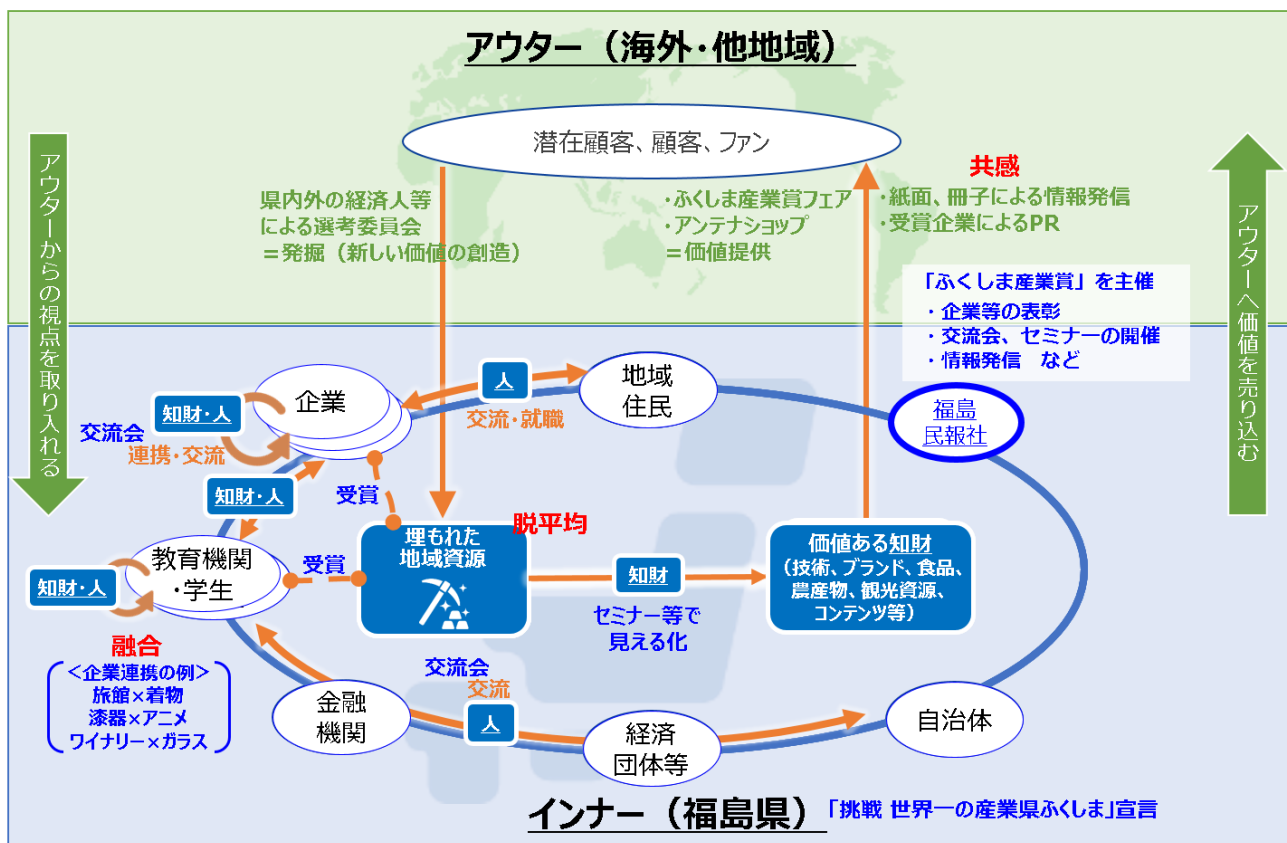 アウター（海外･他地域）
潜在顧客、顧客、ファン
アウターからの視点を取り入れる
県内外の経済人等
による選考委員会
＝発掘（新しい価値の創造）
・ふくしま産業賞フェア
・アンテナショップ
＝価値提供
共感
・紙面、冊子による情報発信
・受賞企業によるPR
アウターへ価値を売り込む
「ふくしま産業賞」を主催
・企業等の表彰
・交流会、セミナーの開催
・情報発信　など
企業
人
交流･就職
地域
住民
福島
民報社
知財･人
交流会
連携･交流
知財･人
受賞
教育機関
・学生
知財･人
受賞
脱平均
埋もれた
地域資源
知財
セミナー等で
見える化
価値ある知財
（技術、ブランド、食品、
農産物、観光資源、
コンテンツ等）
融合
＜企業連携の例＞
旅館×着物
漆器×アニメ
ワイナリー×ガラス
金融
機関
交流会
交流
人
経済
団体等
自治体
インナー（福島県）
「挑戦 世界一の産業県ふくしま」宣言